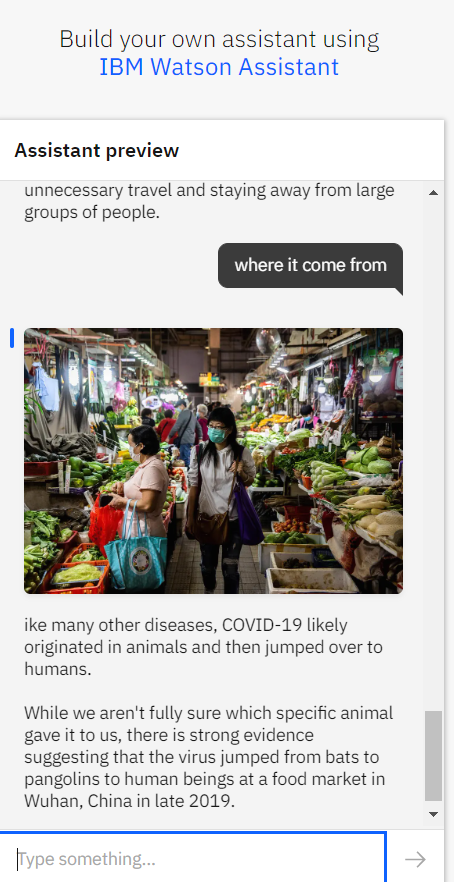 Build your own assistant using
IBM Watson Assistant
Assistant preview
unnecessary travel and staying away from large
groups of people.
where it come from
ike many other diseases, COVID-19 likely
originated in animals and then jumped over to
humans.
While we aren't fully sure which specific animal
gave it to us, there is strong evidence
suggesting that the virus jumped from bats to
pangolins to human beings at a food market in
Wuhan, China in late 2019.
Type something...